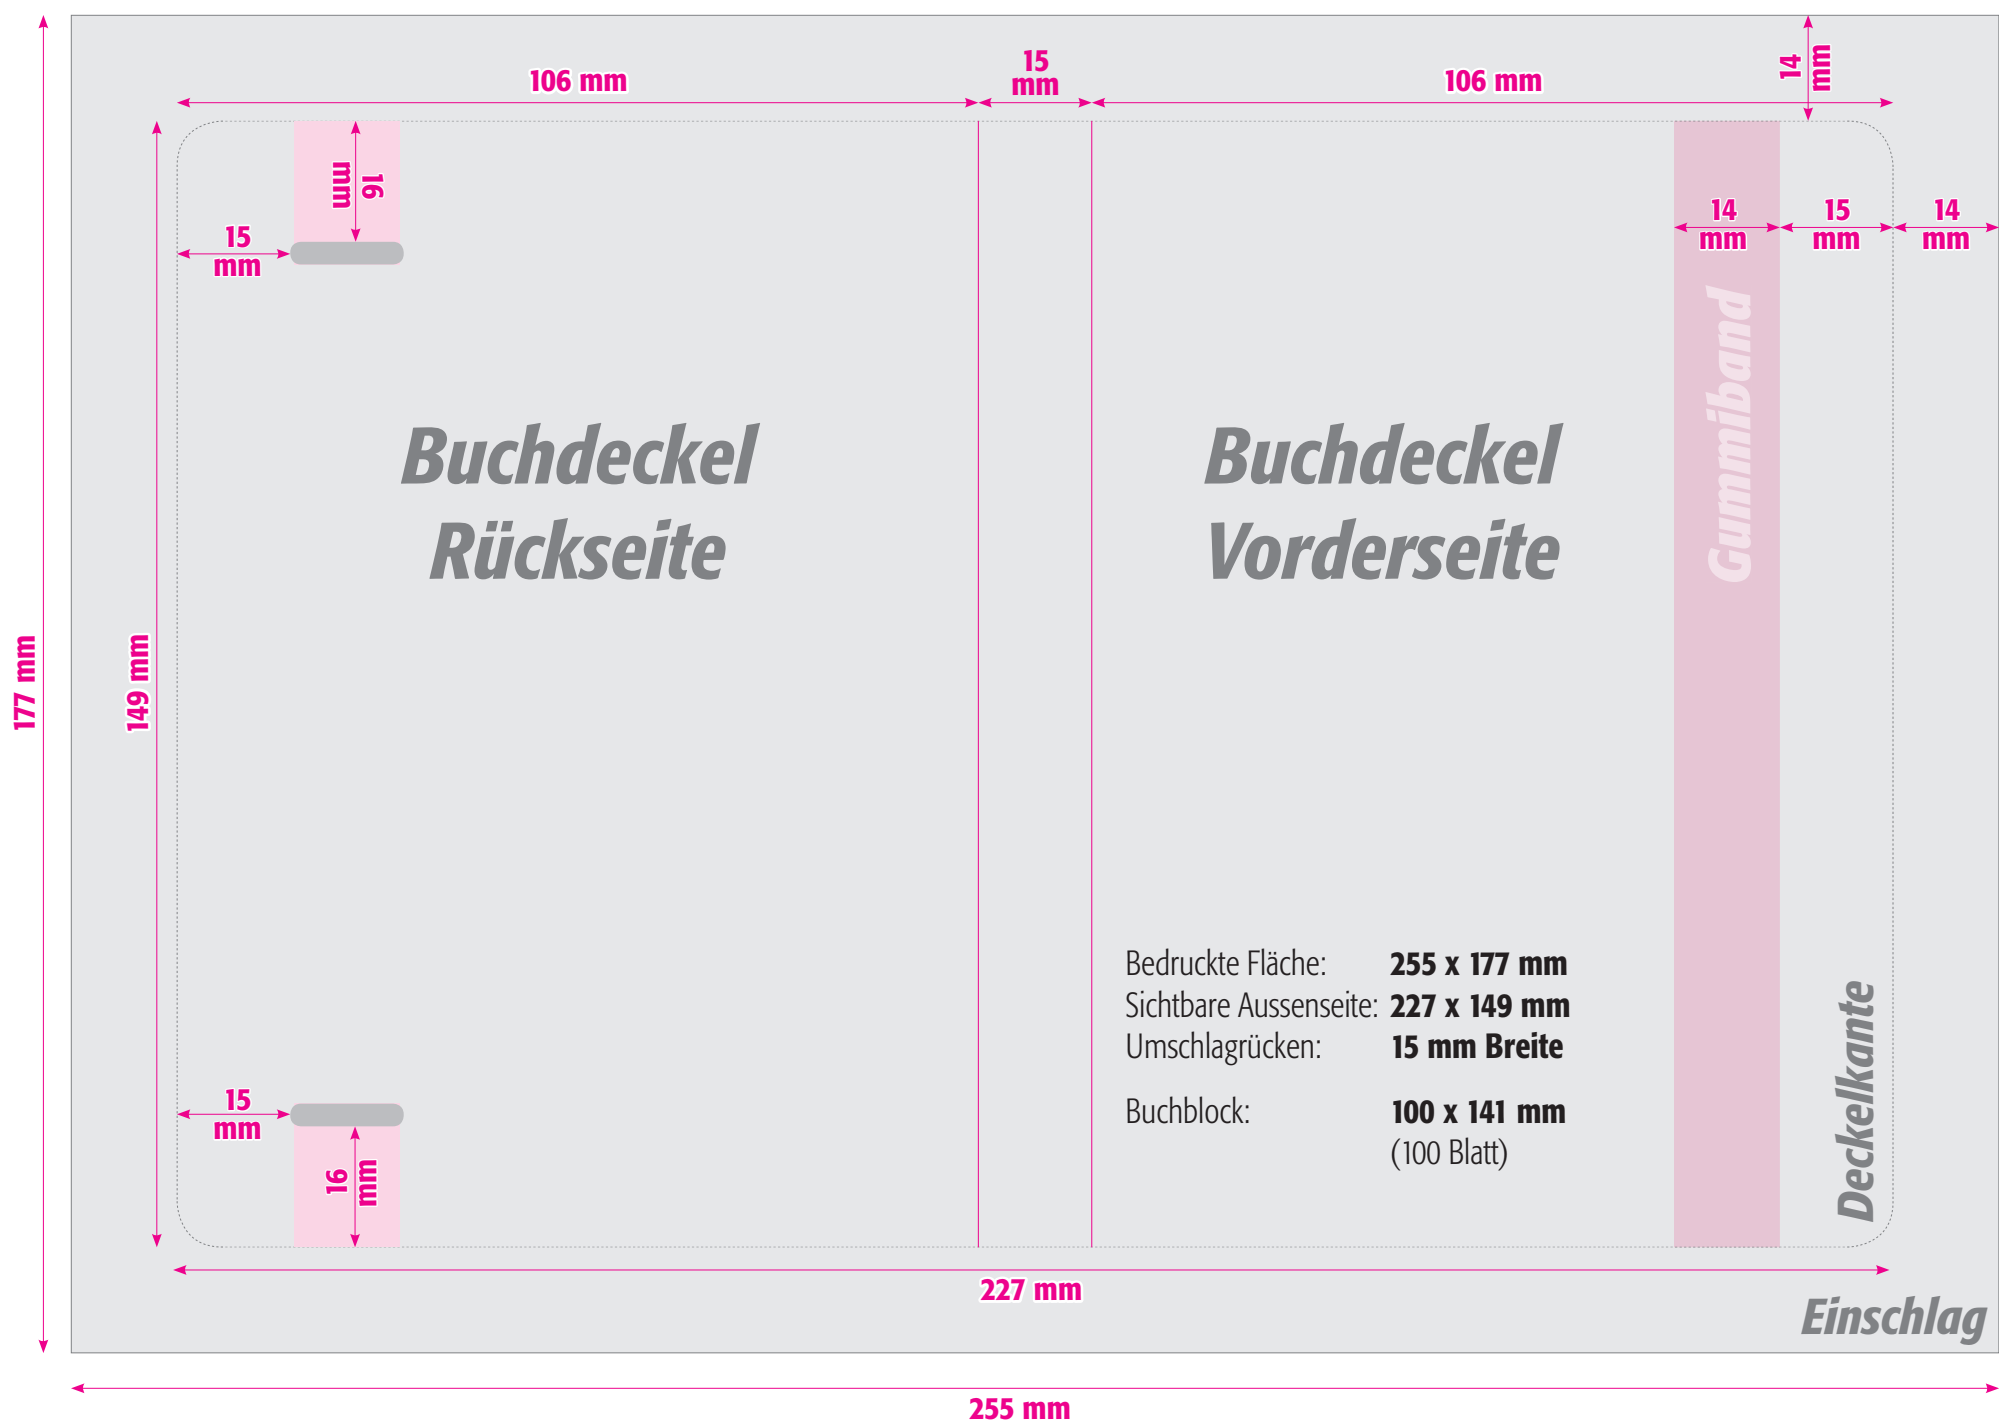 106 mm
15
mm
106 mm
14
mm
16
mm
15
mm
14
mm
15
mm
14
mm
Gummiband
Buchdeckel
Rückseite
Buchdeckel
Vorderseite
177 mm
149 mm
Bedruckte Fläche: 255 x 177 mm
Sichtbare Aussenseite: 227 x 149 mm
Umschlagrücken: 15 mm Breite
Buchblock: 100 x 141 mm
(100 Blatt)
Deckelkante
15
mm
16
mm
227 mm
Einschlag
255 mm